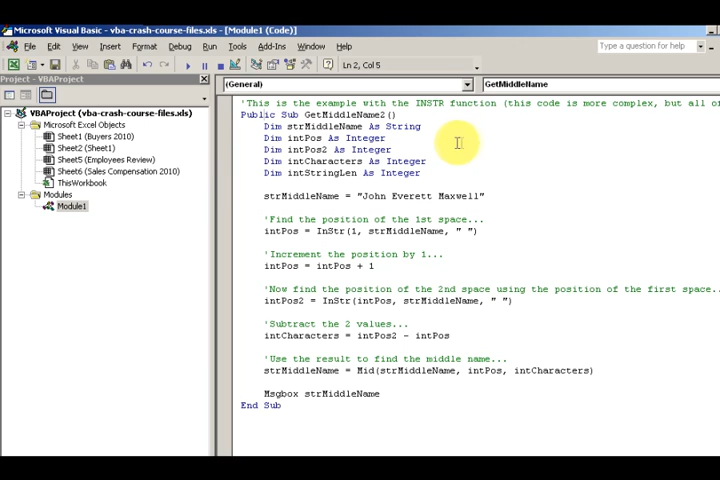 Microsoft Visual Basic - vba-crash-course-files.xls - [Module1 (Code)]
File Edit View Insert Format Debug Run Tools Add-Ins Window Help
Type a question for help
Ln 2, Col 5
Project - VBAProject
(General)
GetMiddleName
VBAProject (vba-crash-course-files.xls)
Microsoft Excel Objects
Sheet1 (Buyers 2010)
Sheet2 (Sheet1)
Sheet5 (Employees Review)
Sheet6 (Sales Compensation 2010)
ThisWorkbook
Modules
Module1
'This is the example with the INSTR function (this code is more complex, but all o
Public Sub GetMiddleName2()
Dim strMiddleName As String
Dim intPos As Integer
Dim intPos2 As Integer
Dim intCharacters As Integer
Dim intStringLen As Integer
strMiddleName = "John Everett Maxwell"
'Find the position of the 1st space...
intPos = InStr(1, strMiddleName, " ")
'Increment the position by 1...
intPos = intPos + 1
'Now find the position of the 2nd space using the position of the first space..
intPos2 = InStr(intPos, strMiddleName, " ")
'Subtract the 2 values...
intCharacters = intPos2 - intPos
'Use the result to find the middle name...
strMiddleName = Mid(strMiddleName, intPos, intCharacters)
Msgbox strMiddleName
End Sub